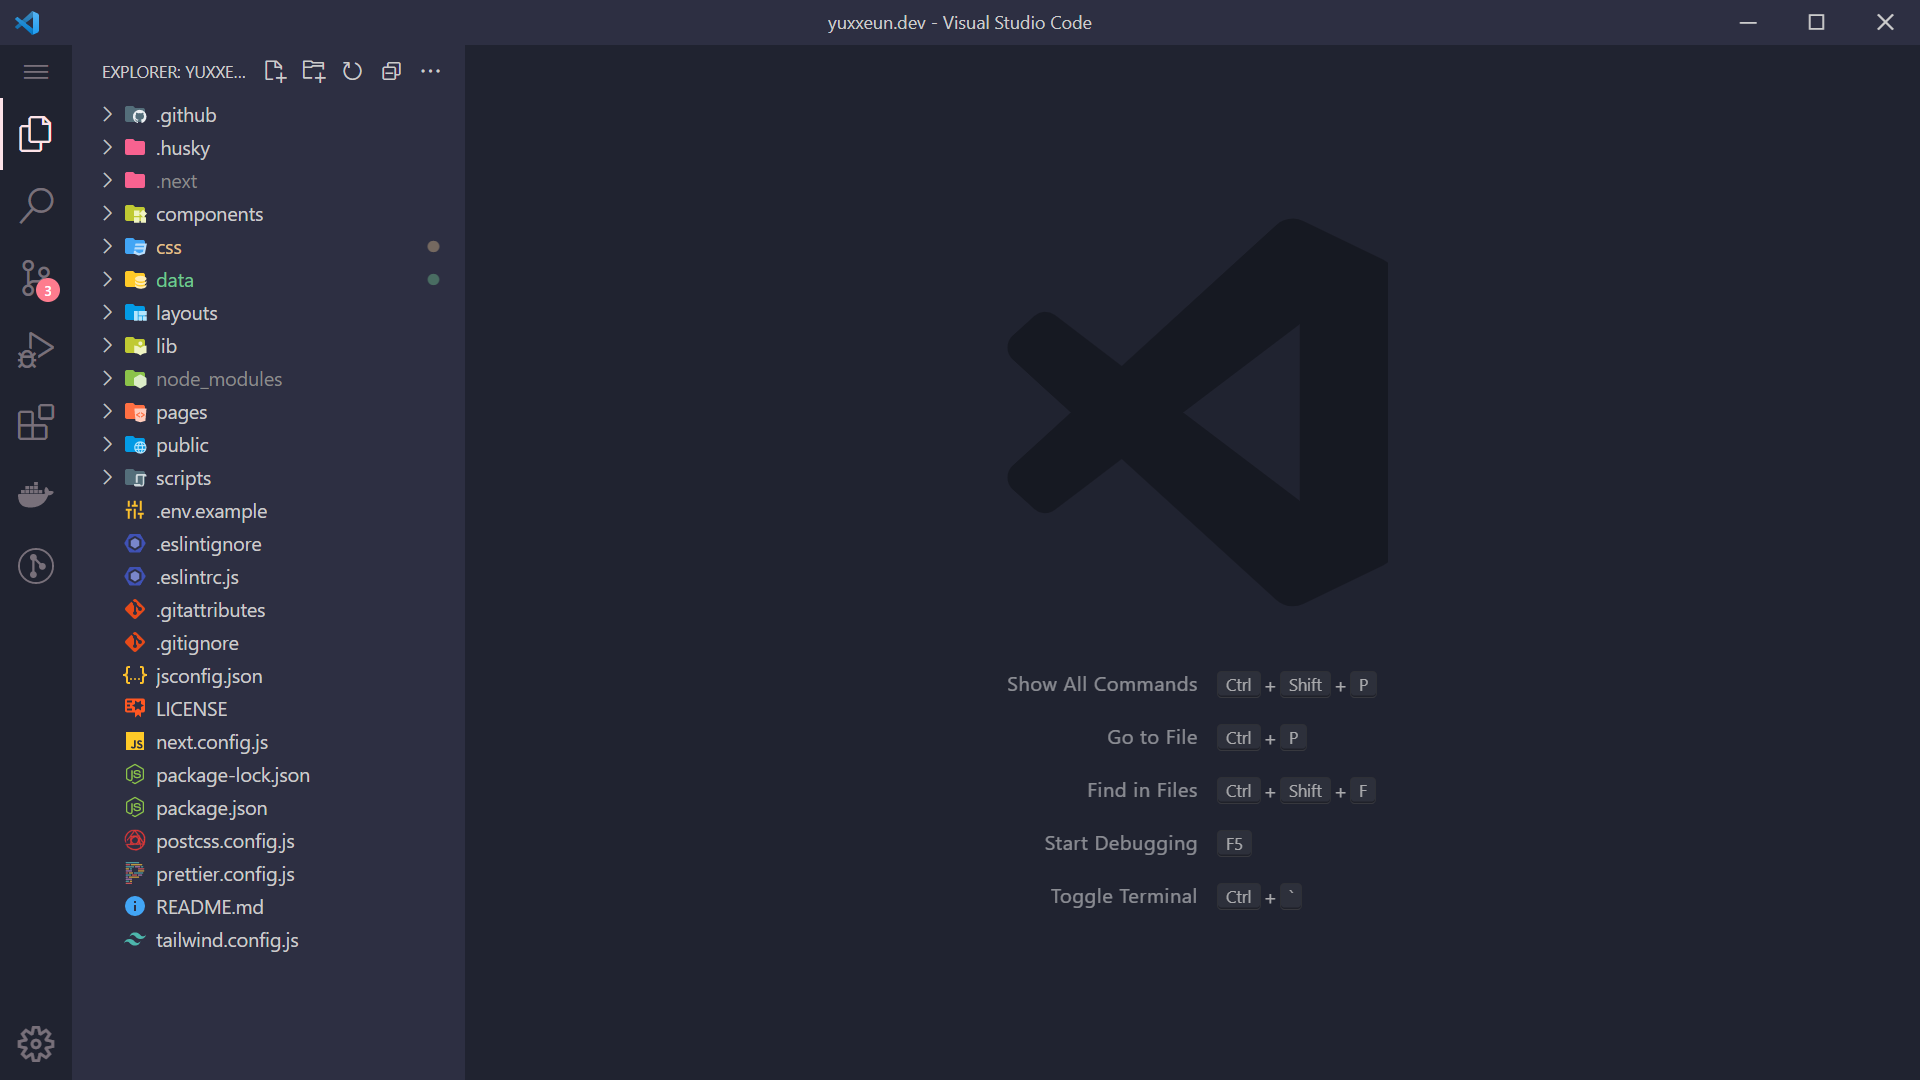 yuxxeun.dev - Visual Studio Code
EXPLORER: YUXXE...
.github
.husky
.next
components
css
data
layouts
lib
node_modules
pages
public
scripts
.env.example
.eslintignore
.eslintrc.js
.gitattributes
.gitignore
jsconfig.json
LICENSE
next.config.js
package-lock.json
package.json
postcss.config.js
prettier.config.js
README.md
tailwind.config.js
3
Show All Commands Ctrl + Shift + P
Go to File Ctrl + P
Find in Files Ctrl + Shift + F
Start Debugging F5
Toggle Terminal Ctrl + `